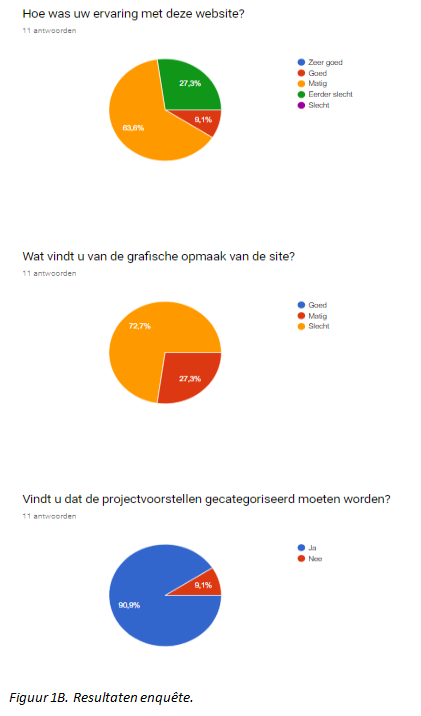 Hoe was uw ervaring met deze website?
11 antwoorden
Zeer goed
Goed
Matig
Eerder slecht
Slecht
27,3%
9,1%
63,6%
Wat vindt u van de grafische opmaak van de site?
11 antwoorden
Goed
Matig
Slecht
72,7%
27,3%
Vindt u dat de projectvoorstellen gecategoriseerd moeten worden?
11 antwoorden
Ja
Nee
9,1%
90,9%
Figuur 1B. Resultaten enquête.